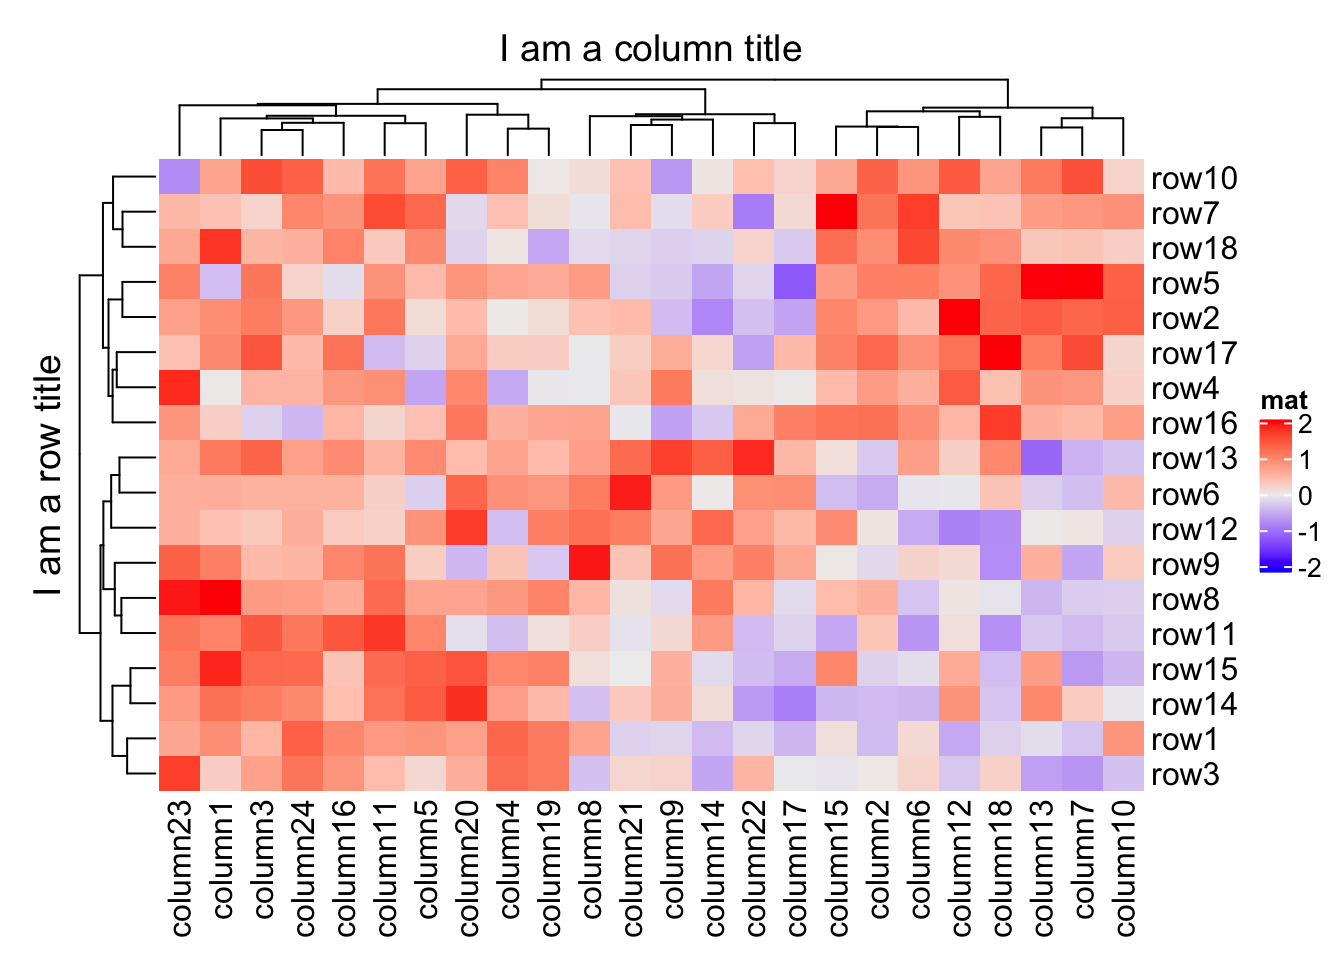 I am a column title
I am a row title
row10
row7
row18
row5
row2
row17
row4
row16
row13
row6
row12
row9
row8
row11
row15
row14
row1
row3
mat
2
1
0
-1
-2
column23
column1
column3
column24
column16
column11
column5
column20
column4
column19
column8
column21
column9
column14
column22
column17
column15
column2
column6
column12
column18
column13
column7
column10